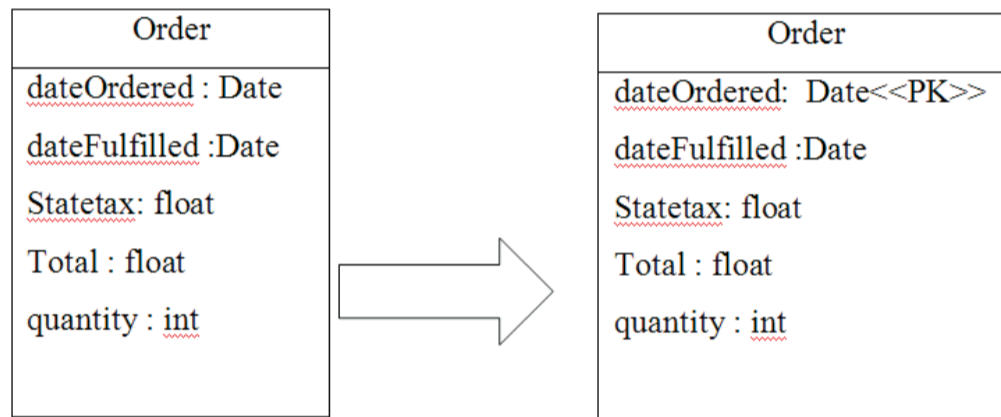 Order
dateOrdered : Date
dateFulfilled :Date
Statetax: float
Total : float
quantity : int
Order
dateOrdered:  Date<<PK>>
dateFulfilled :Date
Statetax: float
Total : float
quantity : int